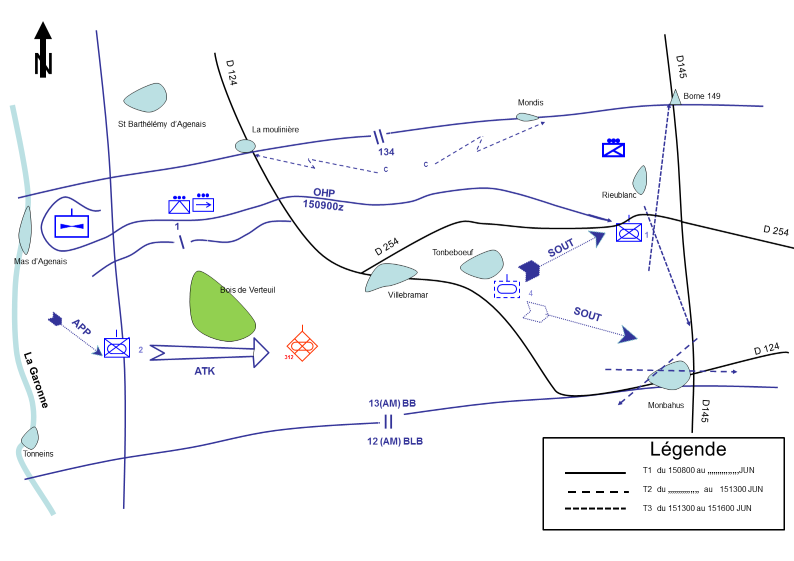 N
D 124
D145
Borne 149
St Barthélémy d'Agenais
La moulinière
Mondis
134
c
c
Rieublanc
OHP
150900z
1
D 254
D 254
Mas d'Agenais
SOUT
Tonbeboeuf
Villebramar
4
Bois de Verteuil
APP
2
ATK
312
SOUT
La Garonne
D 124
13(AM) BB
12 (AM) BLB
Monbahus
D145
Tonneins
Légende
T1 du 150800 au ,,,,,,,,,,,,,,,JUN
T2 du ,,,,,,,,,,,,,,, au 151300 JUN
T3 du 151300 au 151600 JUN